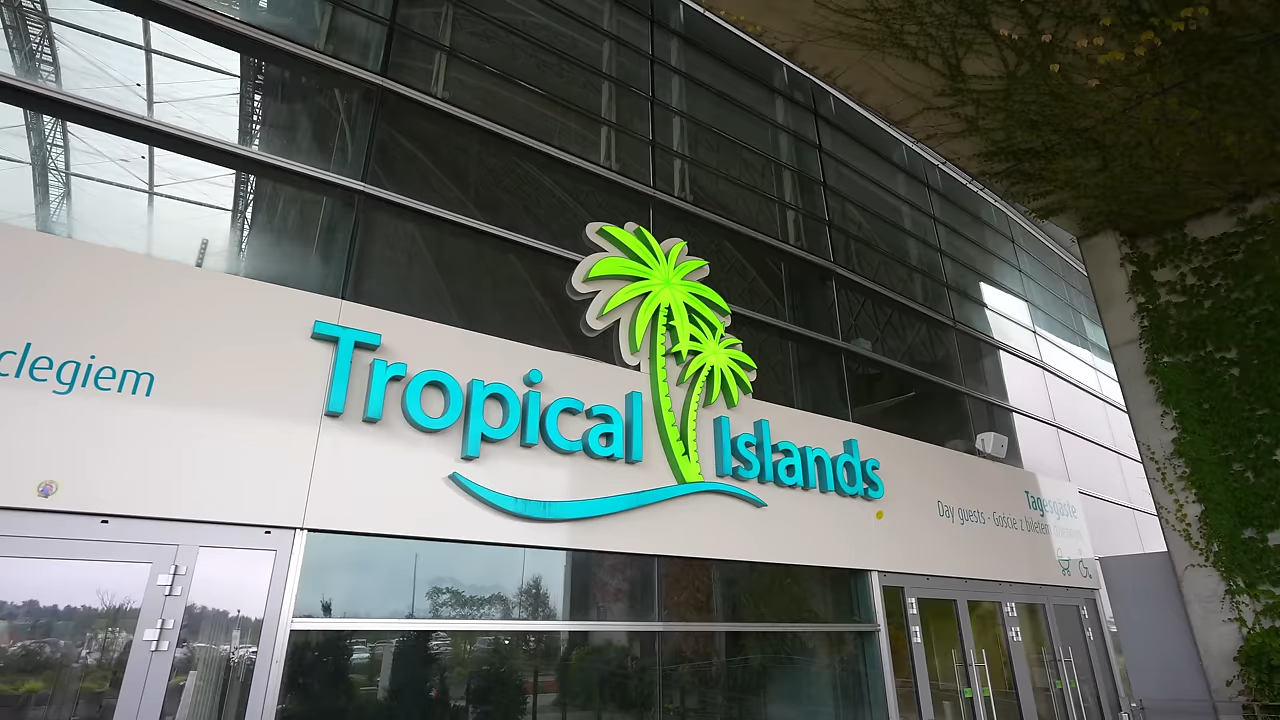 clegiem
Tropical Islands
Tagesgäste
Day guests - Goście z biletem